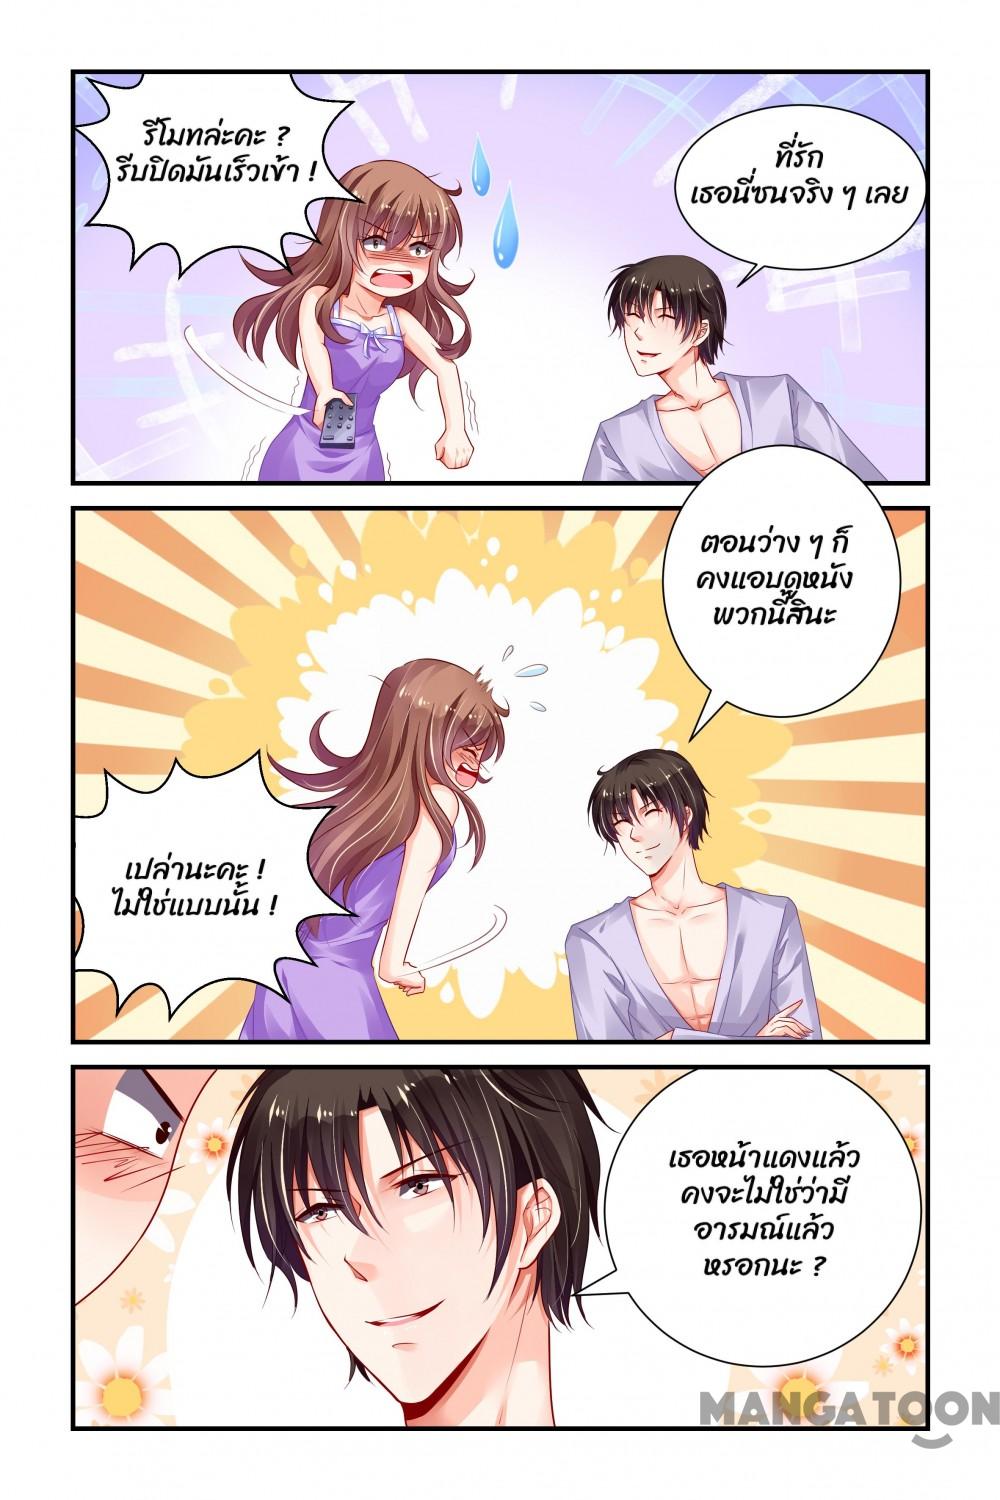 รีโมทล่ะคะ ?
รีบปิดมันเร็วเข้า !
ที่รัก
เธอนี่ซนจริง ๆ เลย
ตอนว่าง ๆ ก็
คงแอบดูหนัง
พวกนี้สินะ
เปล่านะคะ !
ไม่ใช่แบบนั้น !
เธอหน้าแดงแล้ว
คงจะไม่ใช่ว่ามี
อารมณ์แล้ว
หรอกนะ ?
MANGATOON